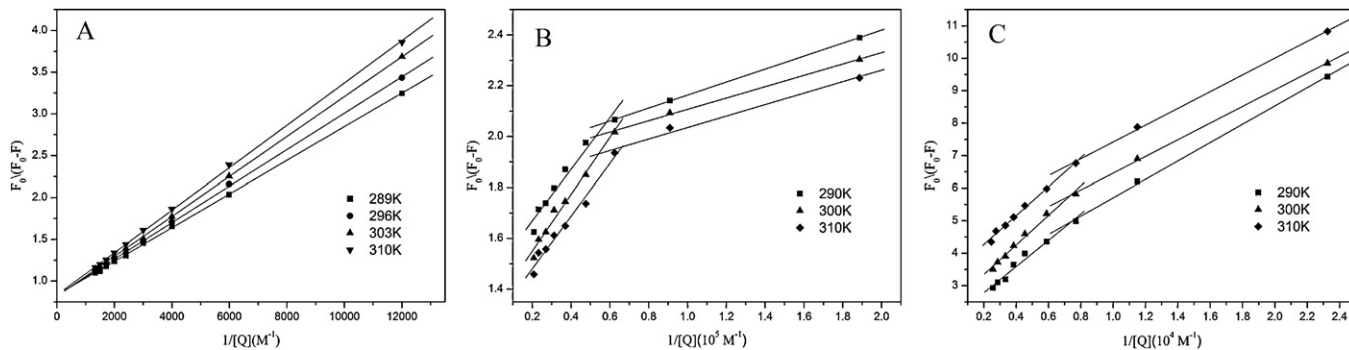 A
F₀\(F₀-F)
4.0
3.5
3.0
2.5
2.0
1.5
1.0
289K
296K
303K
310K
0 2000 4000 6000 8000 10000 12000
1/[Q](M⁻¹)
B
F₀\(F₀-F)
2.4
2.2
2.0
1.8
1.6
1.4
290K
300K
310K
0.2 0.4 0.6 0.8 1.0 1.2 1.4 1.6 1.8 2.0
1/[Q](10⁵ M⁻¹)
C
F₀\(F₀-F)
11
10
9
8
7
6
5
4
3
290K
300K
310K
0.2 0.4 0.6 0.8 1.0 1.2 1.4 1.6 1.8 2.0 2.2 2.4
1/[Q](10⁴ M⁻¹)